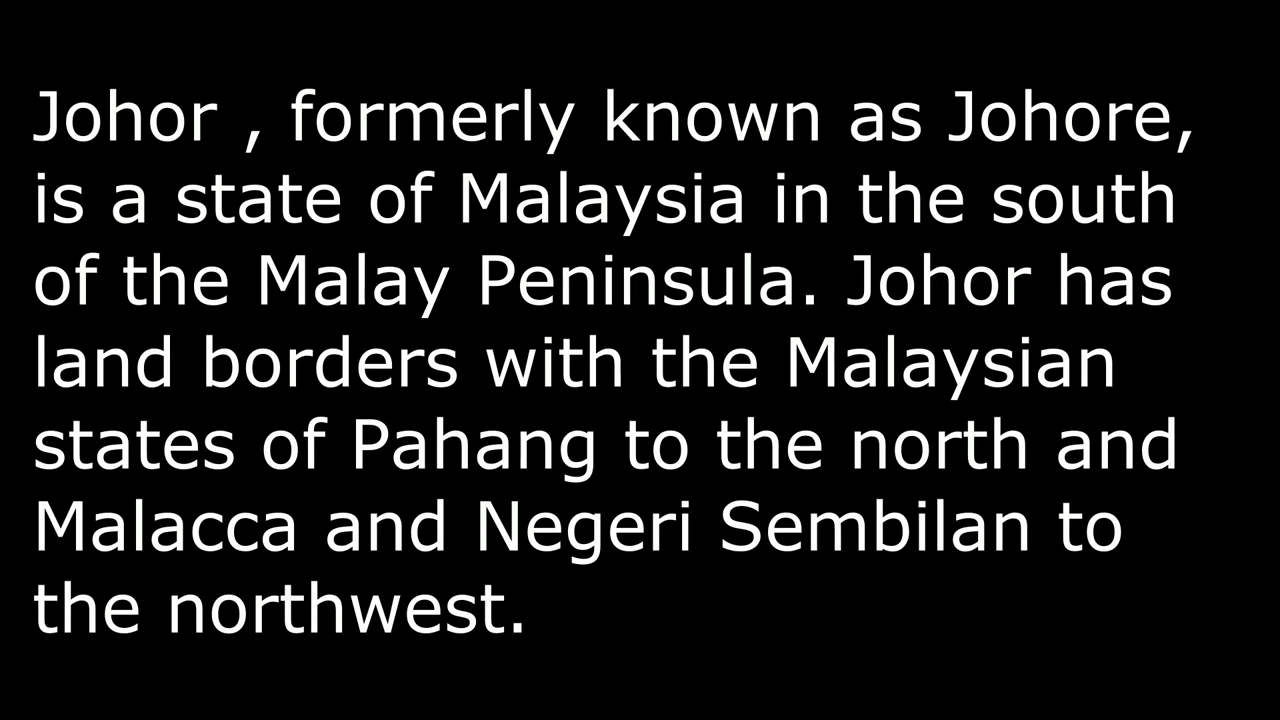 Johor , formerly known as Johore,
is a state of Malaysia in the south
of the Malay Peninsula. Johor has
land borders with the Malaysian
states of Pahang to the north and
Malacca and Negeri Sembilan to
the northwest.